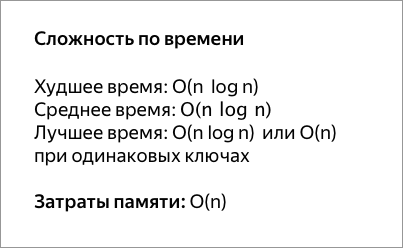 Сложность по времени
Худшее время: O(n log n)
Среднее время: O(n log n)
Лучшее время: O(n log n) или O(n)
при одинаковых ключах
Затраты памяти: O(n)